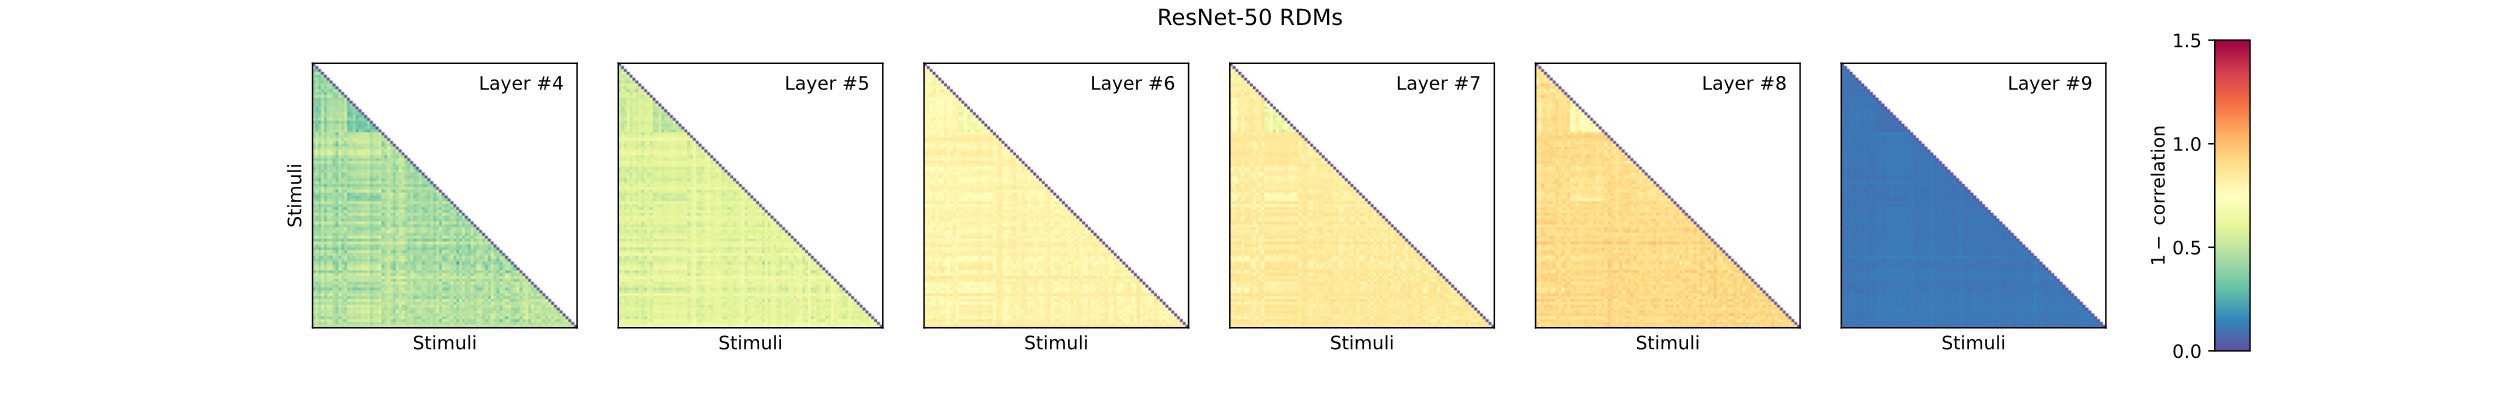 ResNet-50 RDMs
Layer #4
Layer #5
Layer #6
Layer #7
Layer #8
Layer #9
Stimuli
Stimuli
Stimuli
Stimuli
Stimuli
Stimuli
Stimuli
1.5
1.0
0.5
0.0
1 − correlation